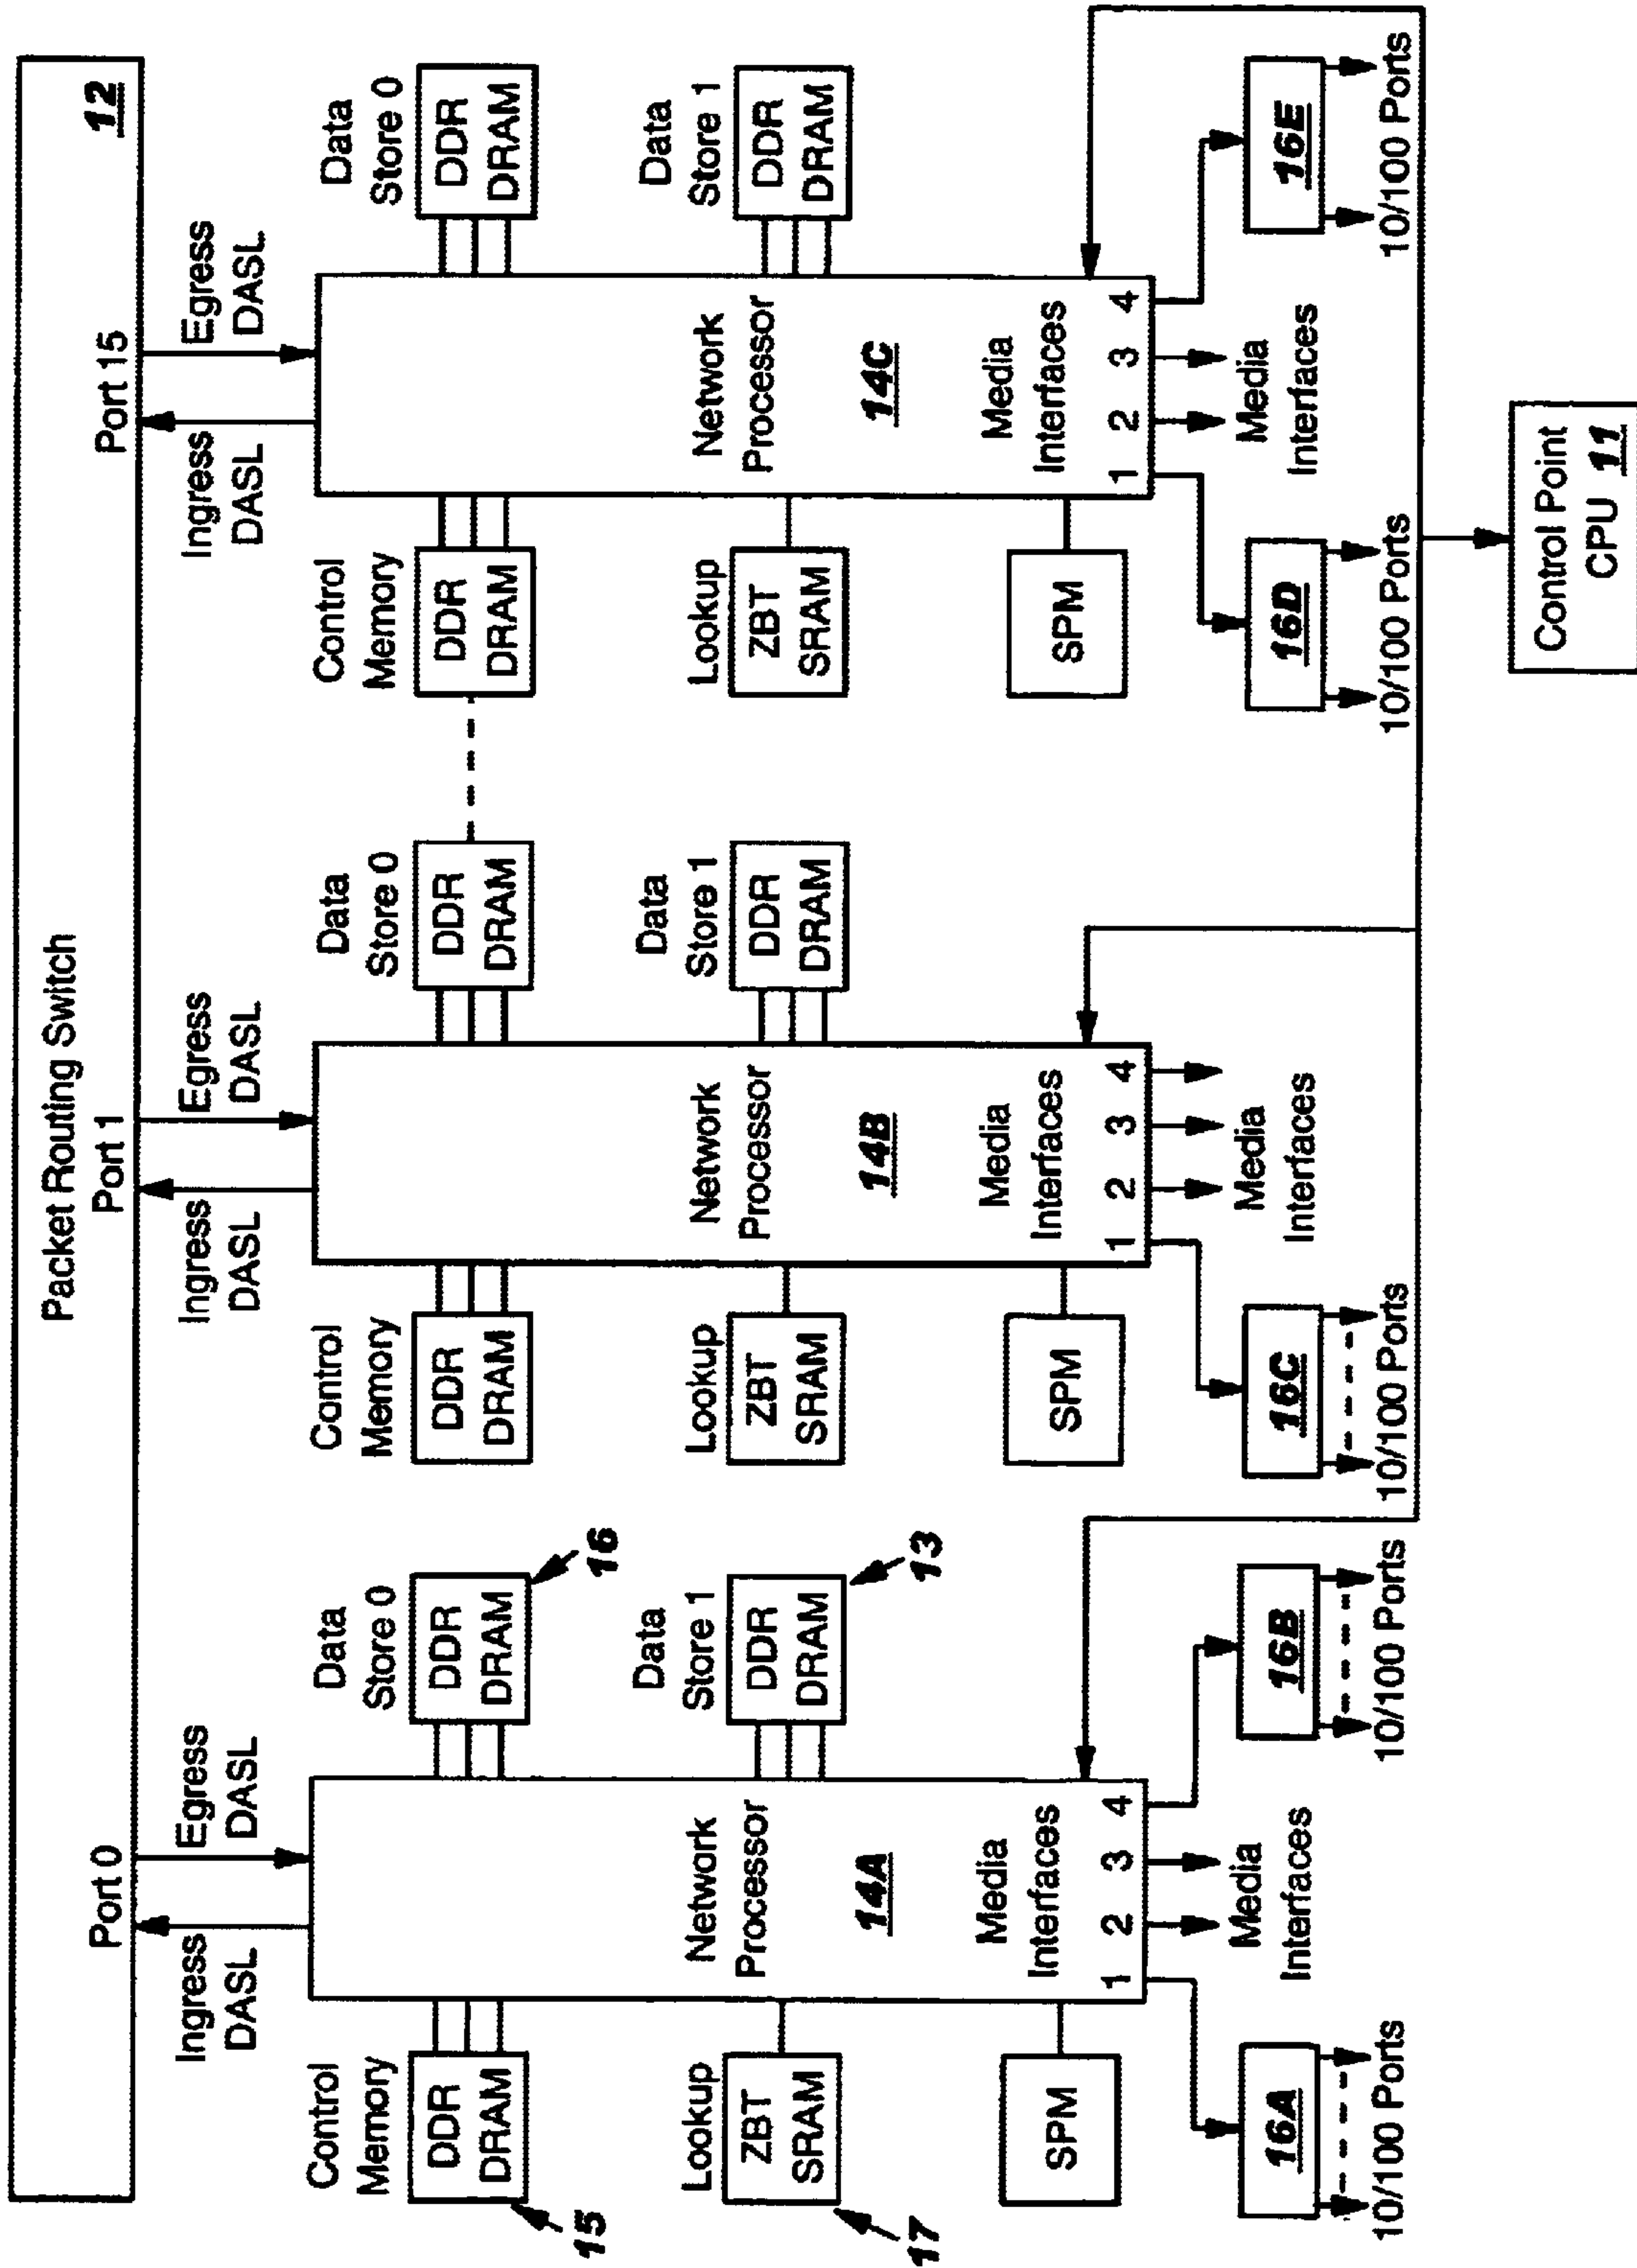 Packet Routing Switch
12
Port 0
Port 1
Port 15
Ingress
DASL
Egress
DASL
Ingress
DASL
Egress
DASL
Ingress
DASL
Egress
DASL
Control
Memory
DDR
DRAM
15
Data
Store 0
DDR
DRAM
16
Lookup
ZBT
SRAM
17
Network
Processor
14A
Data
Store 1
DDR
DRAM
13
SPM
Media
Interfaces
1 2 3 4
16A
10/100 Ports
Media
Interfaces
16B
10/100 Ports
Control
Memory
DDR
DRAM
Data
Store 0
DDR
DRAM
Lookup
ZBT
SRAM
Network
Processor
14B
Data
Store 1
DDR
DRAM
SPM
Media
Interfaces
1 2 3 4
16C
10/100 Ports
Media
Interfaces
Control
Memory
DDR
DRAM
Data
Store 0
DDR
DRAM
Lookup
ZBT
SRAM
Network
Processor
14C
Data
Store 1
DDR
DRAM
SPM
Media
Interfaces
1 2 3 4
16D
10/100 Ports
Media
Interfaces
16E
10/100 Ports
Control Point
CPU 11